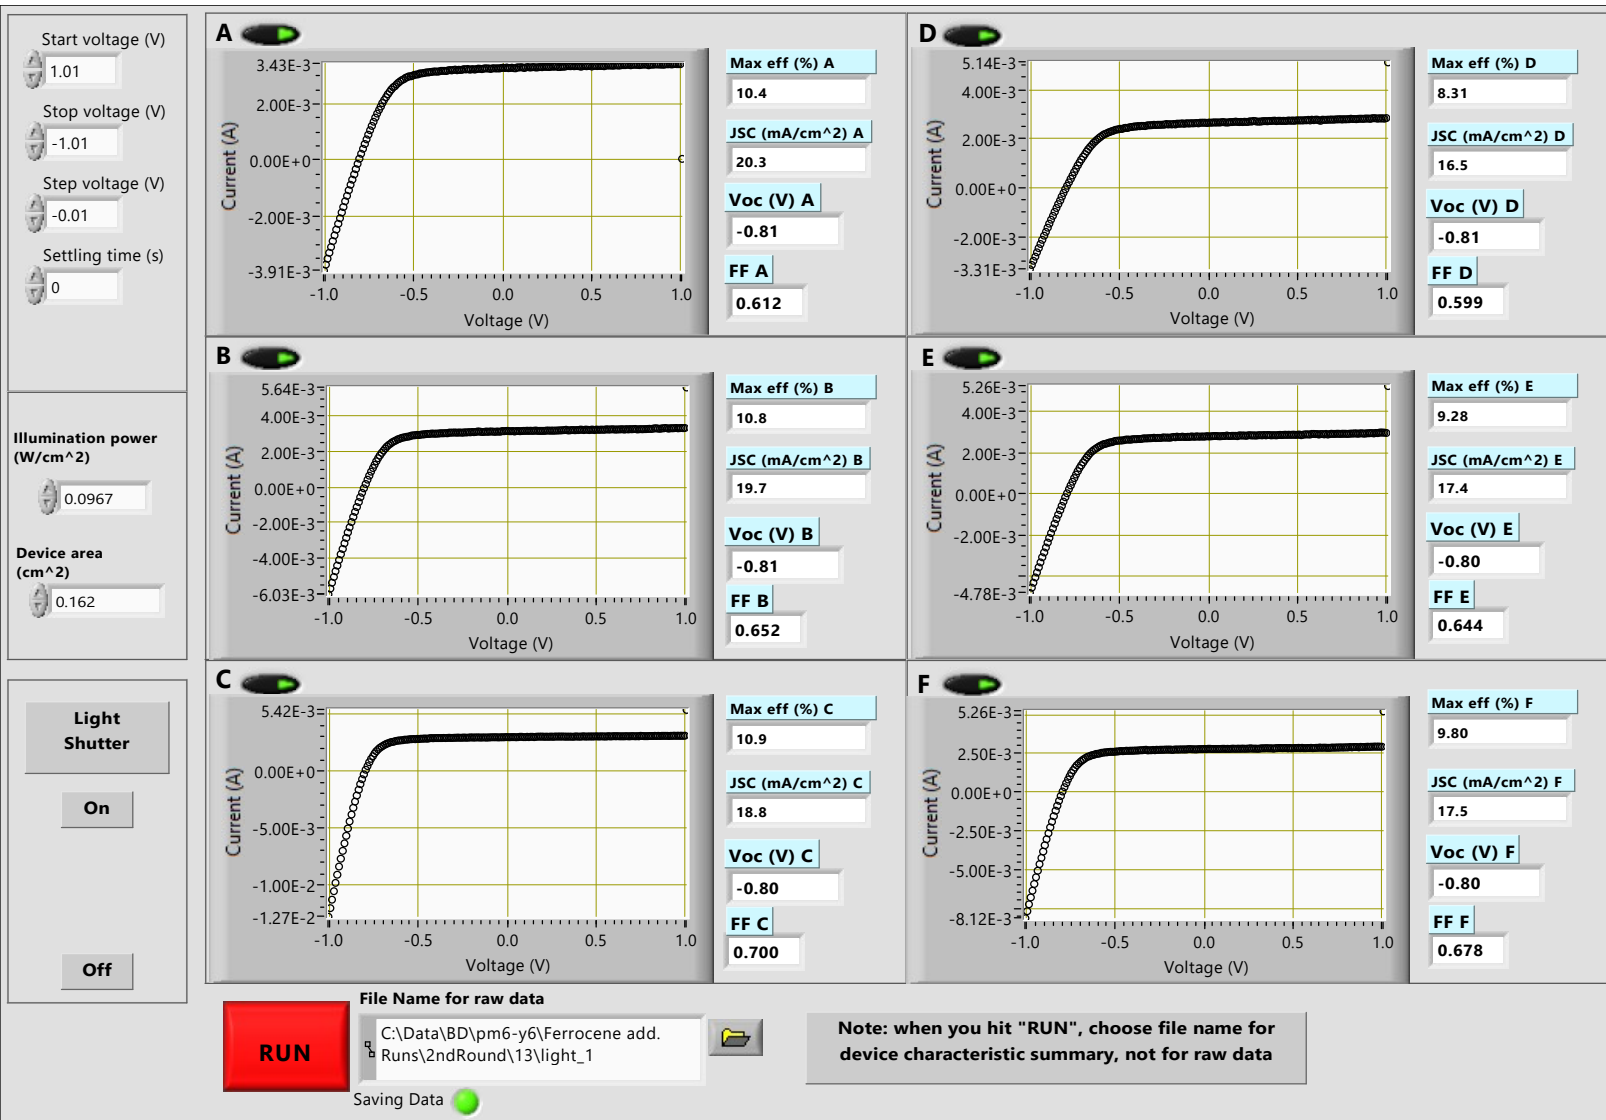 Start voltage (V)
1.01
Stop voltage (V)
-1.01
Step voltage (V)
-0.01
Settling time (s)
0
Illumination power
(W/cm^2)
0.0967
Device area
(cm^2)
0.162
Light
Shutter
On
Off
A
Current (A)
3.43E-3
2.00E-3
0.00E+0
-2.00E-3
-3.91E-3
-1.0 -0.5 0.0 0.5 1.0
Voltage (V)
Max eff (%) A
10.4
JSC (mA/cm^2) A
20.3
Voc (V) A
-0.81
FF A
0.612
B
Current (A)
5.64E-3
4.00E-3
2.00E-3
0.00E+0
-2.00E-3
-4.00E-3
-6.03E-3
-1.0 -0.5 0.0 0.5 1.0
Voltage (V)
Max eff (%) B
10.8
JSC (mA/cm^2) B
19.7
Voc (V) B
-0.81
FF B
0.652
C
Current (A)
5.42E-3
0.00E+0
-5.00E-3
-1.00E-2
-1.27E-2
-1.0 -0.5 0.0 0.5 1.0
Voltage (V)
Max eff (%) C
10.9
JSC (mA/cm^2) C
18.8
Voc (V) C
-0.80
FF C
0.700
D
Current (A)
5.14E-3
4.00E-3
2.00E-3
0.00E+0
-2.00E-3
-3.31E-3
-1.0 -0.5 0.0 0.5 1.0
Voltage (V)
Max eff (%) D
8.31
JSC (mA/cm^2) D
16.5
Voc (V) D
-0.81
FF D
0.599
E
Current (A)
5.26E-3
4.00E-3
2.00E-3
0.00E+0
-2.00E-3
-4.78E-3
-1.0 -0.5 0.0 0.5 1.0
Voltage (V)
Max eff (%) E
9.28
JSC (mA/cm^2) E
17.4
Voc (V) E
-0.80
FF E
0.644
F
Current (A)
5.26E-3
2.50E-3
0.00E+0
-2.50E-3
-5.00E-3
-8.12E-3
-1.0 -0.5 0.0 0.5 1.0
Voltage (V)
Max eff (%) F
9.80
JSC (mA/cm^2) F
17.5
Voc (V) F
-0.80
FF F
0.678
RUN
File Name for raw data
C:\Data\BD\pm6-y6\Ferrocene add.
Runs\2ndRound\13\light_1
Saving Data
Note: when you hit "RUN", choose file name for
device characteristic summary, not for raw data